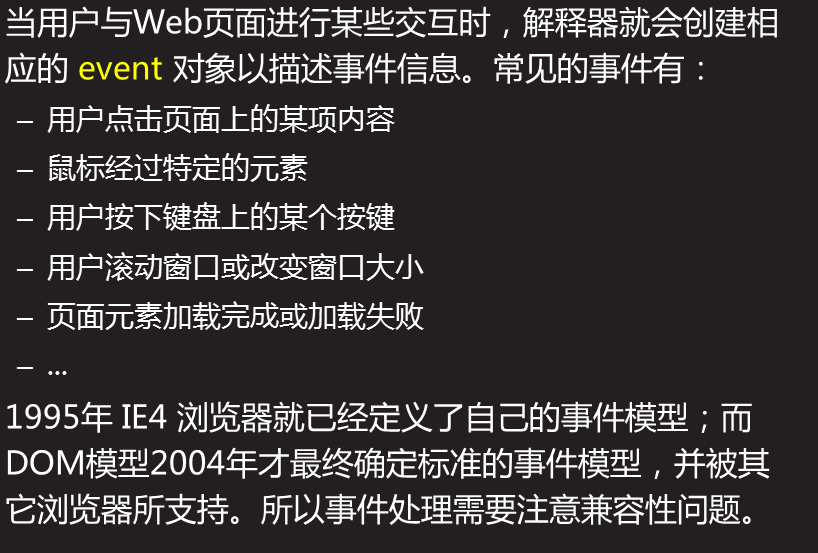 当用户与Web页面进行某些交互时，解释器就会创建相
应的 event 对象以描述事件信息。常见的事件有：
– 用户点击页面上的某项内容
– 鼠标经过特定的元素
– 用户按下键盘上的某个按键
– 用户滚动窗口或改变窗口大小
– 页面元素加载完成或加载失败
– ...
1995年 IE4 浏览器就已经定义了自己的事件模型；而
DOM模型2004年才最终确定标准的事件模型，并被其
它浏览器所支持。所以事件处理需要注意兼容性问题。